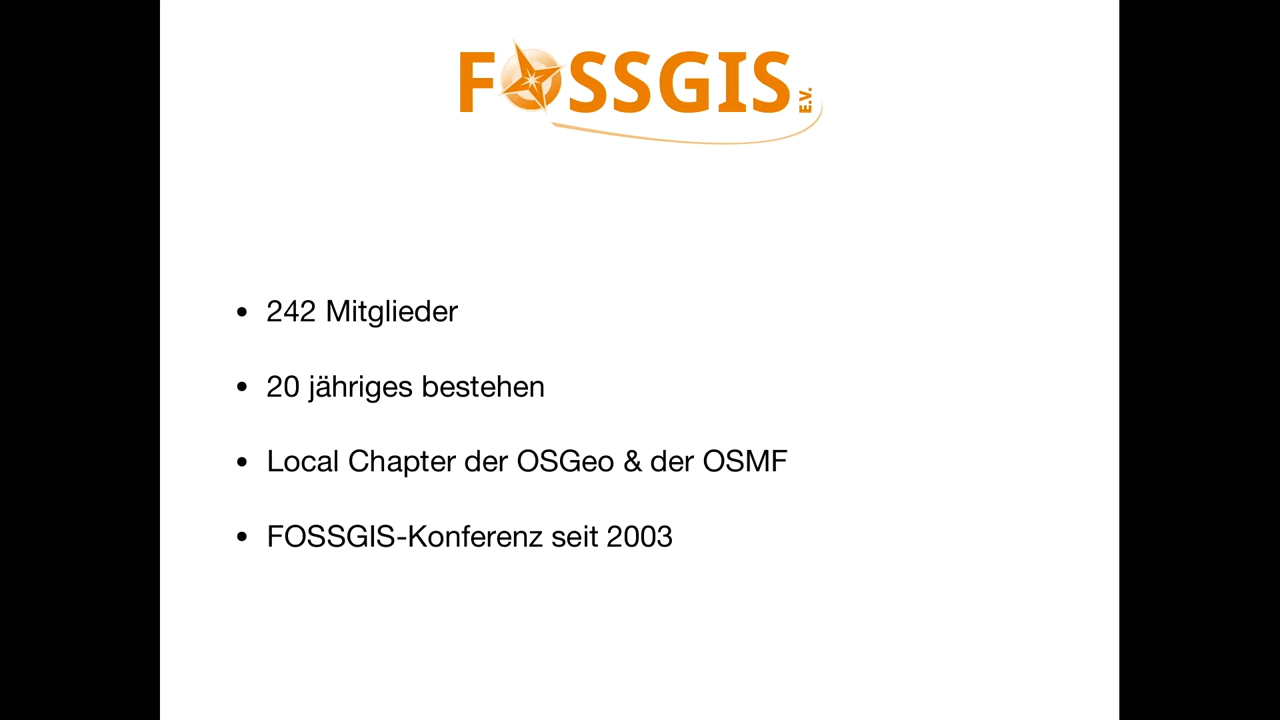 FOSSGIS E.V.
• 242 Mitglieder
• 20 jähriges bestehen
• Local Chapter der OSGeo & der OSMF
• FOSSGIS-Konferenz seit 2003